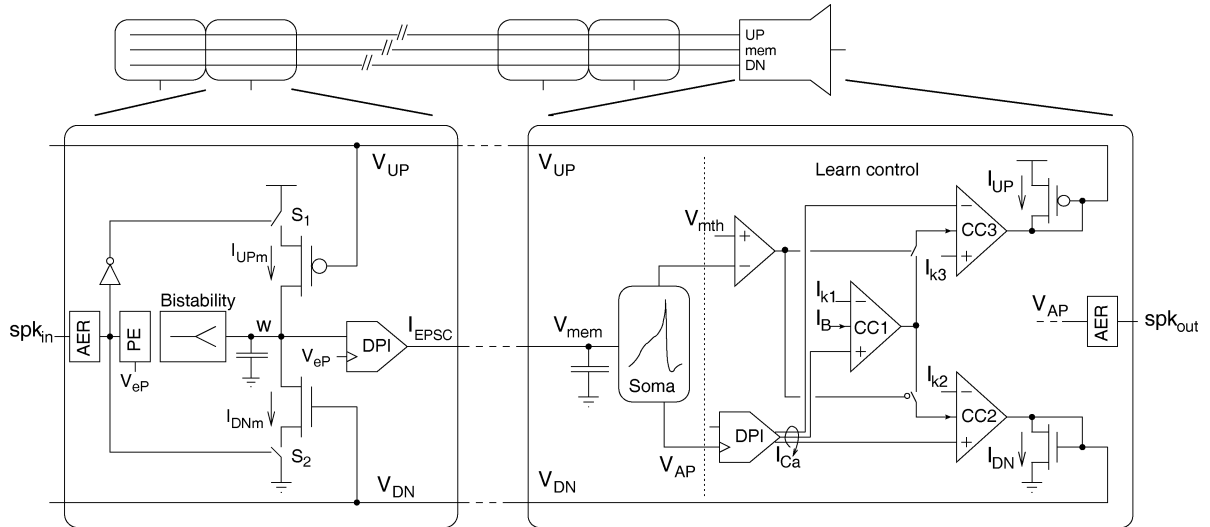 UP
mem
DN
V_UP
V_UP
Learn control
S_1
I_UP
V_mth
+
−
−
CC3
+
I_UPm
I_k3
Bistability
I_k1
−
V_AP
AER
spk_out
spk_in
AER
PE
w
DPI
I_EPSC
V_mem
I_B
CC1
+
V_eP
V_eP
Soma
I_k2
−
I_DNm
CC2
+
S_2
DPI
V_AP
I_Ca
I_DN
V_DN
V_DN